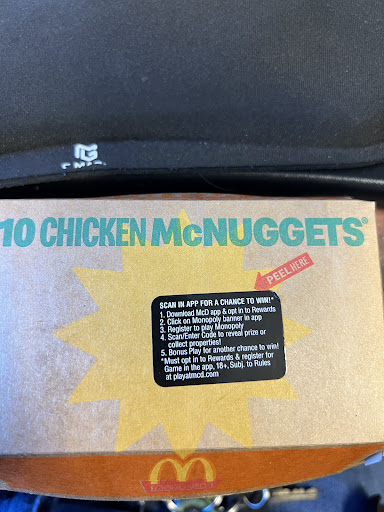 10 CHICKEN McNUGGETS®
PEEL HERE
SCAN IN APP FOR A CHANCE TO WIN!*
1. Download McD app & opt in to Rewards
2. Click on Monopoly banner in app
3. Register to play Monopoly
4. Scan/Enter Code to reveal prize or
collect properties!
5. Bonus Play for another chance to win!
*Must opt in to Rewards & register for
Game in the app, 18+, Subj. to Rules
at playatmcd.com